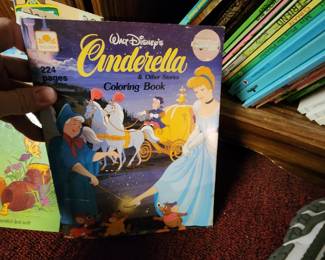 WALT DISNEY'S
Cinderella
& Other Stories
Coloring Book
224
pages